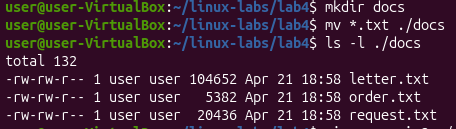 user@user-VirtualBox:~/linux-labs/lab4$ mkdir docs
user@user-VirtualBox:~/linux-labs/lab4$ mv *.txt ./docs
user@user-VirtualBox:~/linux-labs/lab4$ ls -l ./docs
total 132
-rw-rw-r-- 1 user user 104652 Apr 21 18:58 letter.txt
-rw-rw-r-- 1 user user   5382 Apr 21 18:58 order.txt
-rw-rw-r-- 1 user user  20436 Apr 21 18:58 request.txt